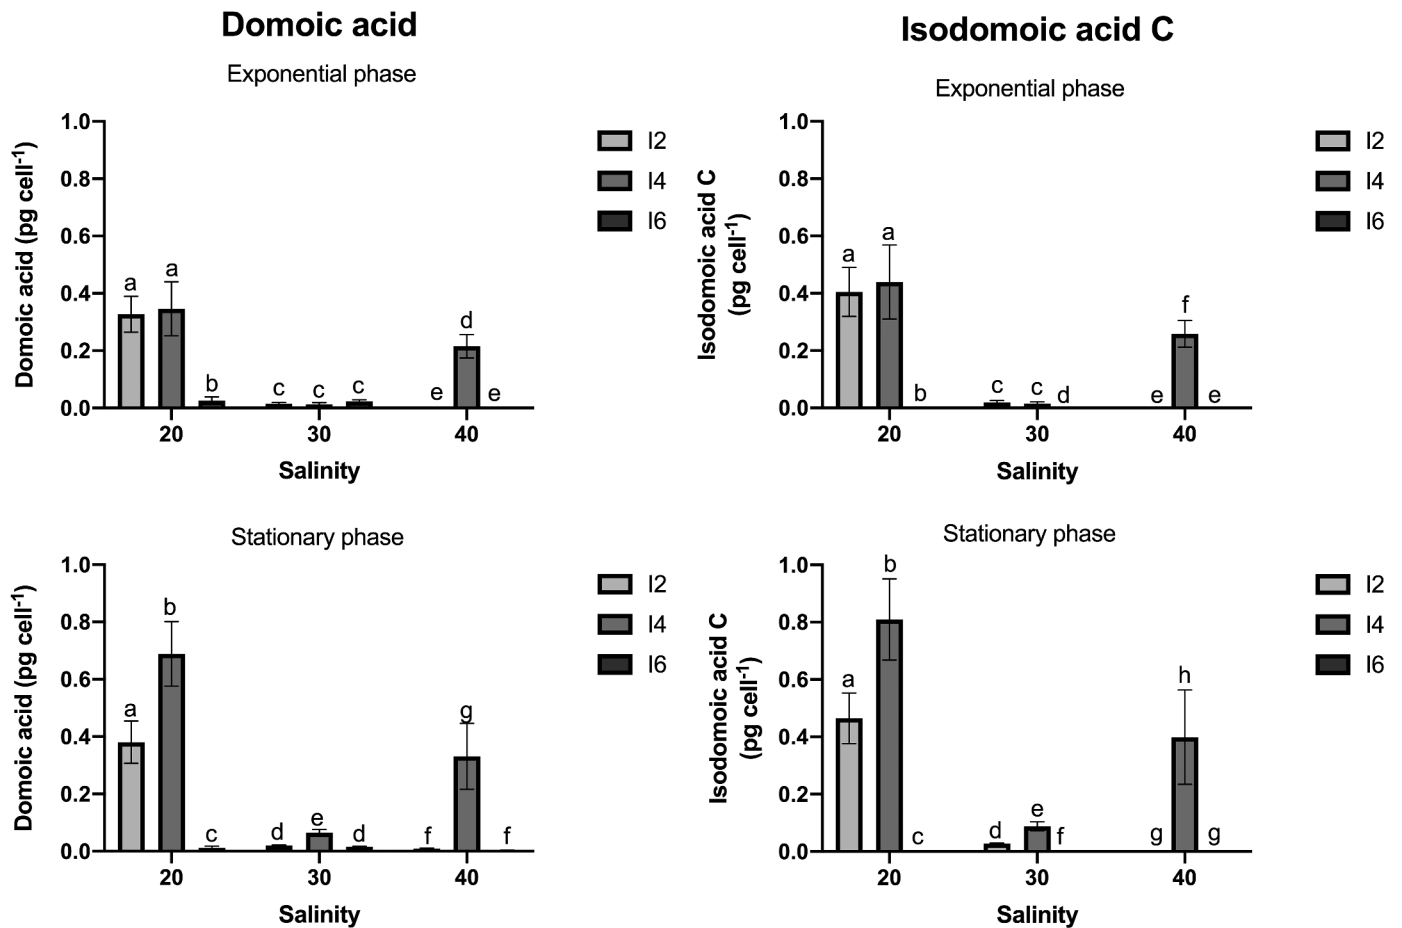 Domoic acid
Isodomoic acid C
Exponential phase
Domoic acid (pg cell-1)
1.0
0.8
0.6
0.4
0.2
0.0
a
a
b
c
c
c
e
d
e
20
30
40
Salinity
I2
I4
I6
Exponential phase
Isodomoic acid C
(pg cell-1)
1.0
0.8
0.6
0.4
0.2
0.0
a
a
b
c
c
d
e
f
e
20
30
40
Salinity
I2
I4
I6
Stationary phase
Domoic acid (pg cell-1)
1.0
0.8
0.6
0.4
0.2
0.0
a
b
c
d
e
d
f
g
f
20
30
40
Salinity
I2
I4
I6
Stationary phase
Isodomoic acid C
(pg cell-1)
1.0
0.8
0.6
0.4
0.2
0.0
a
b
c
d
e
f
g
h
g
20
30
40
Salinity
I2
I4
I6